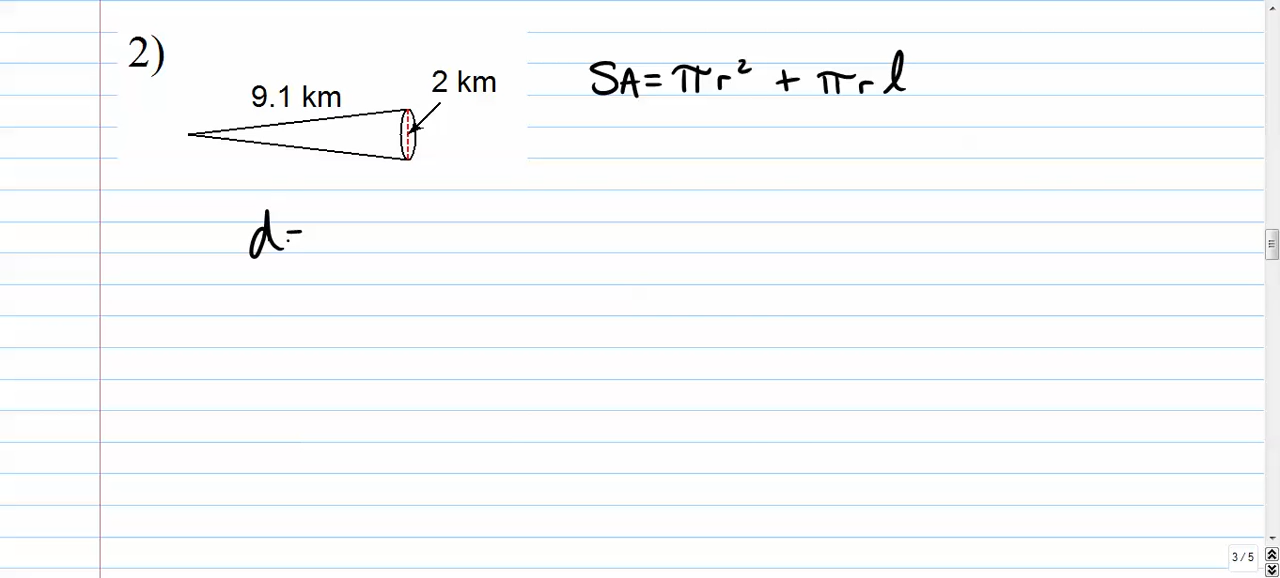 2)
9.1 km
2 km
SA = πr² + πrl
d=
3 / 5